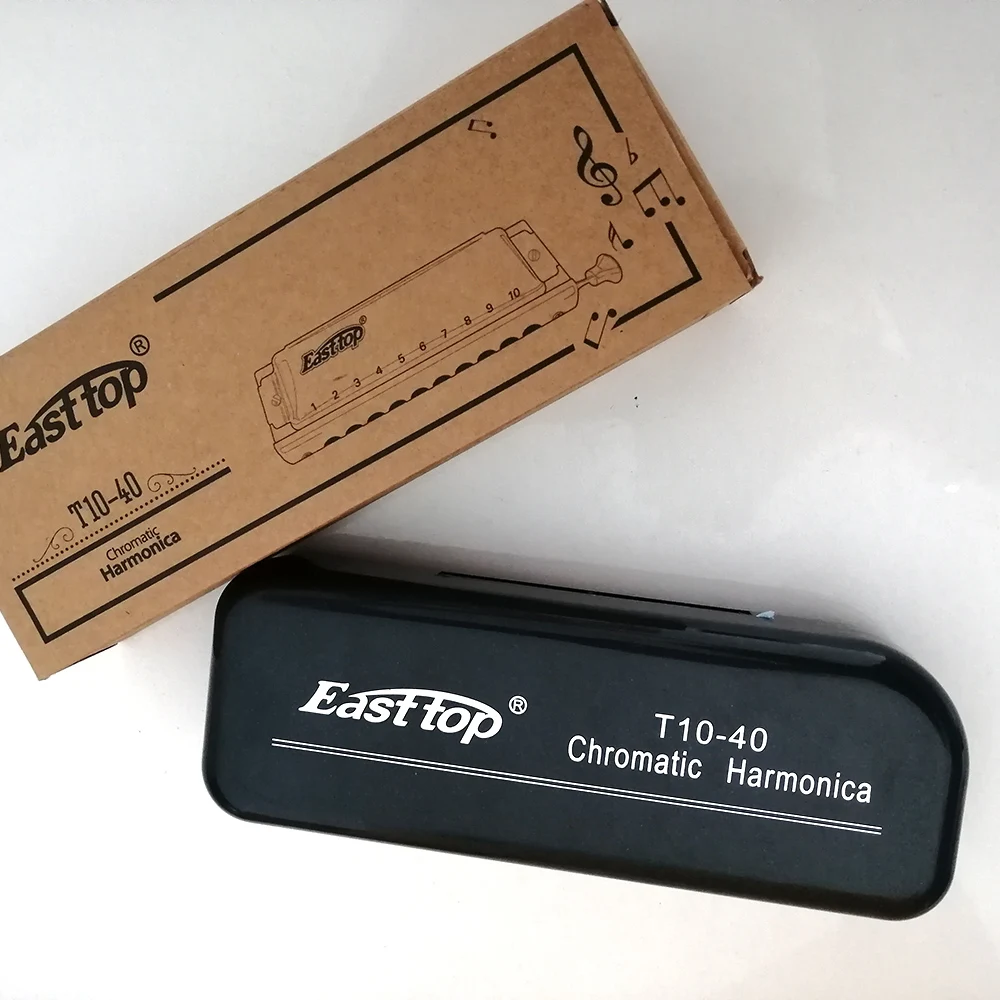 Easttop®
T10-40
Chromatic
Harmonica
Easttop®
1 2 3 4 5 6 7 8 9 10
Easttop®
T10-40
Chromatic Harmonica